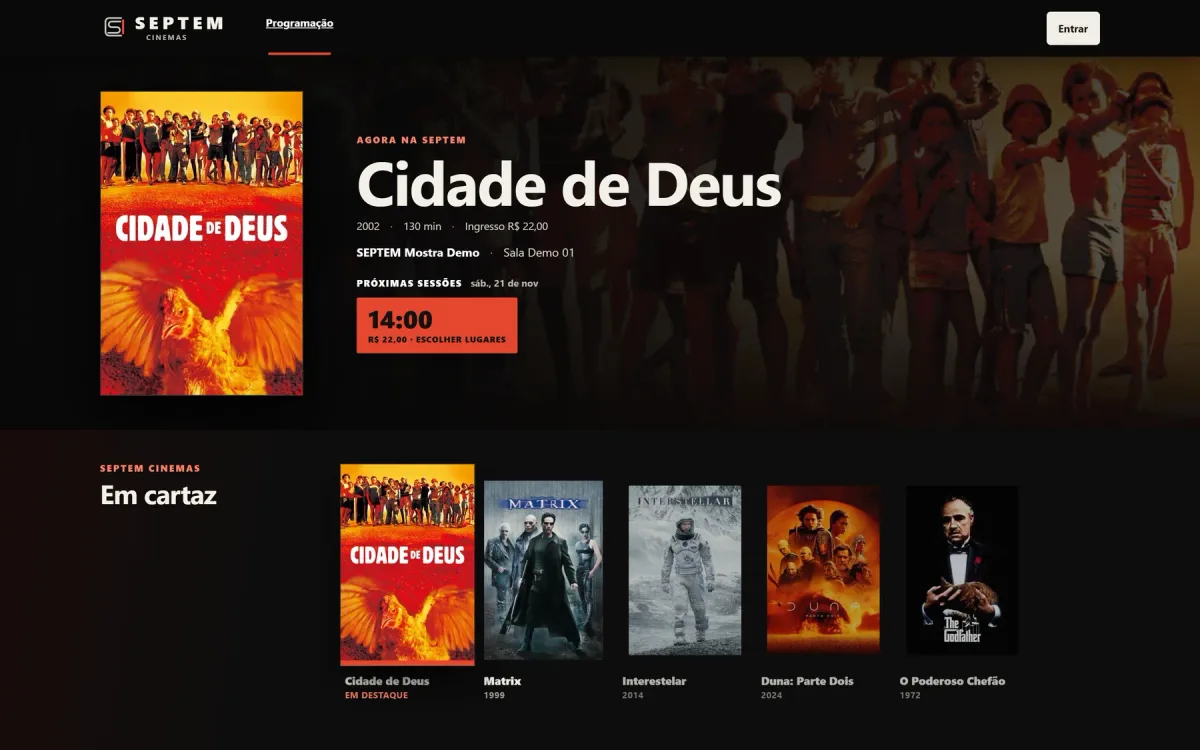 SEPTEM
CINEMAS
Programação
Entrar
CIDADE DE DEUS
AGORA NA SEPTEM
Cidade de Deus
2002 · 130 min · Ingresso R$ 22,00
SEPTEM Mostra Demo · Sala Demo 01
PRÓXIMAS SESSÕES sáb., 21 de nov
14:00
R$ 22,00 · ESCOLHER LUGARES
SEPTEM CINEMAS
Em cartaz
CIDADE DE DEUS
MATRIX
INTERSTELLAR
DUNA
PARTE DOIS
The
Godfather
Cidade de Deus
EM DESTAQUE
Matrix
1999
Interestelar
2014
Duna: Parte Dois
2024
O Poderoso Chefão
1972